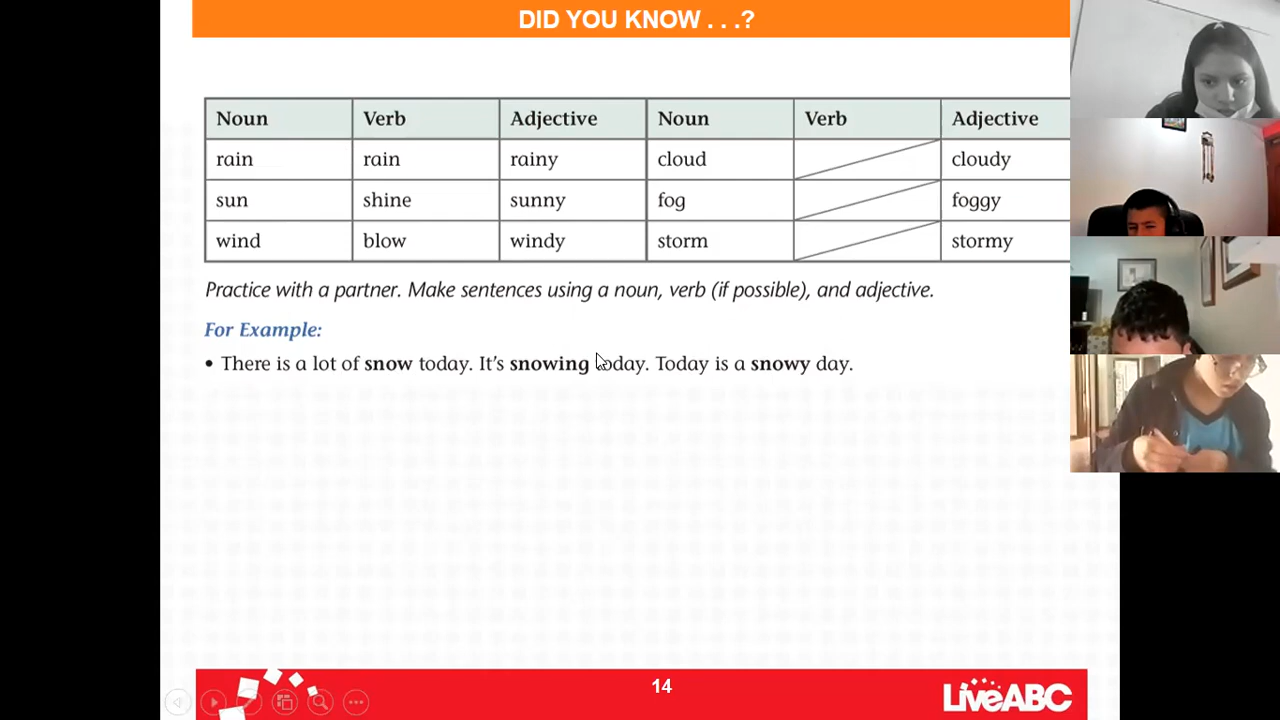 DID YOU KNOW . . .?
Noun Verb Adjective Noun Verb Adjective
rain rain rainy cloud cloudy
sun shine sunny fog foggy
wind blow windy storm stormy
Practice with a partner. Make sentences using a noun, verb (if possible), and adjective.
For Example:
• There is a lot of snow today. It's snowing today. Today is a snowy day.
14
LiveABC